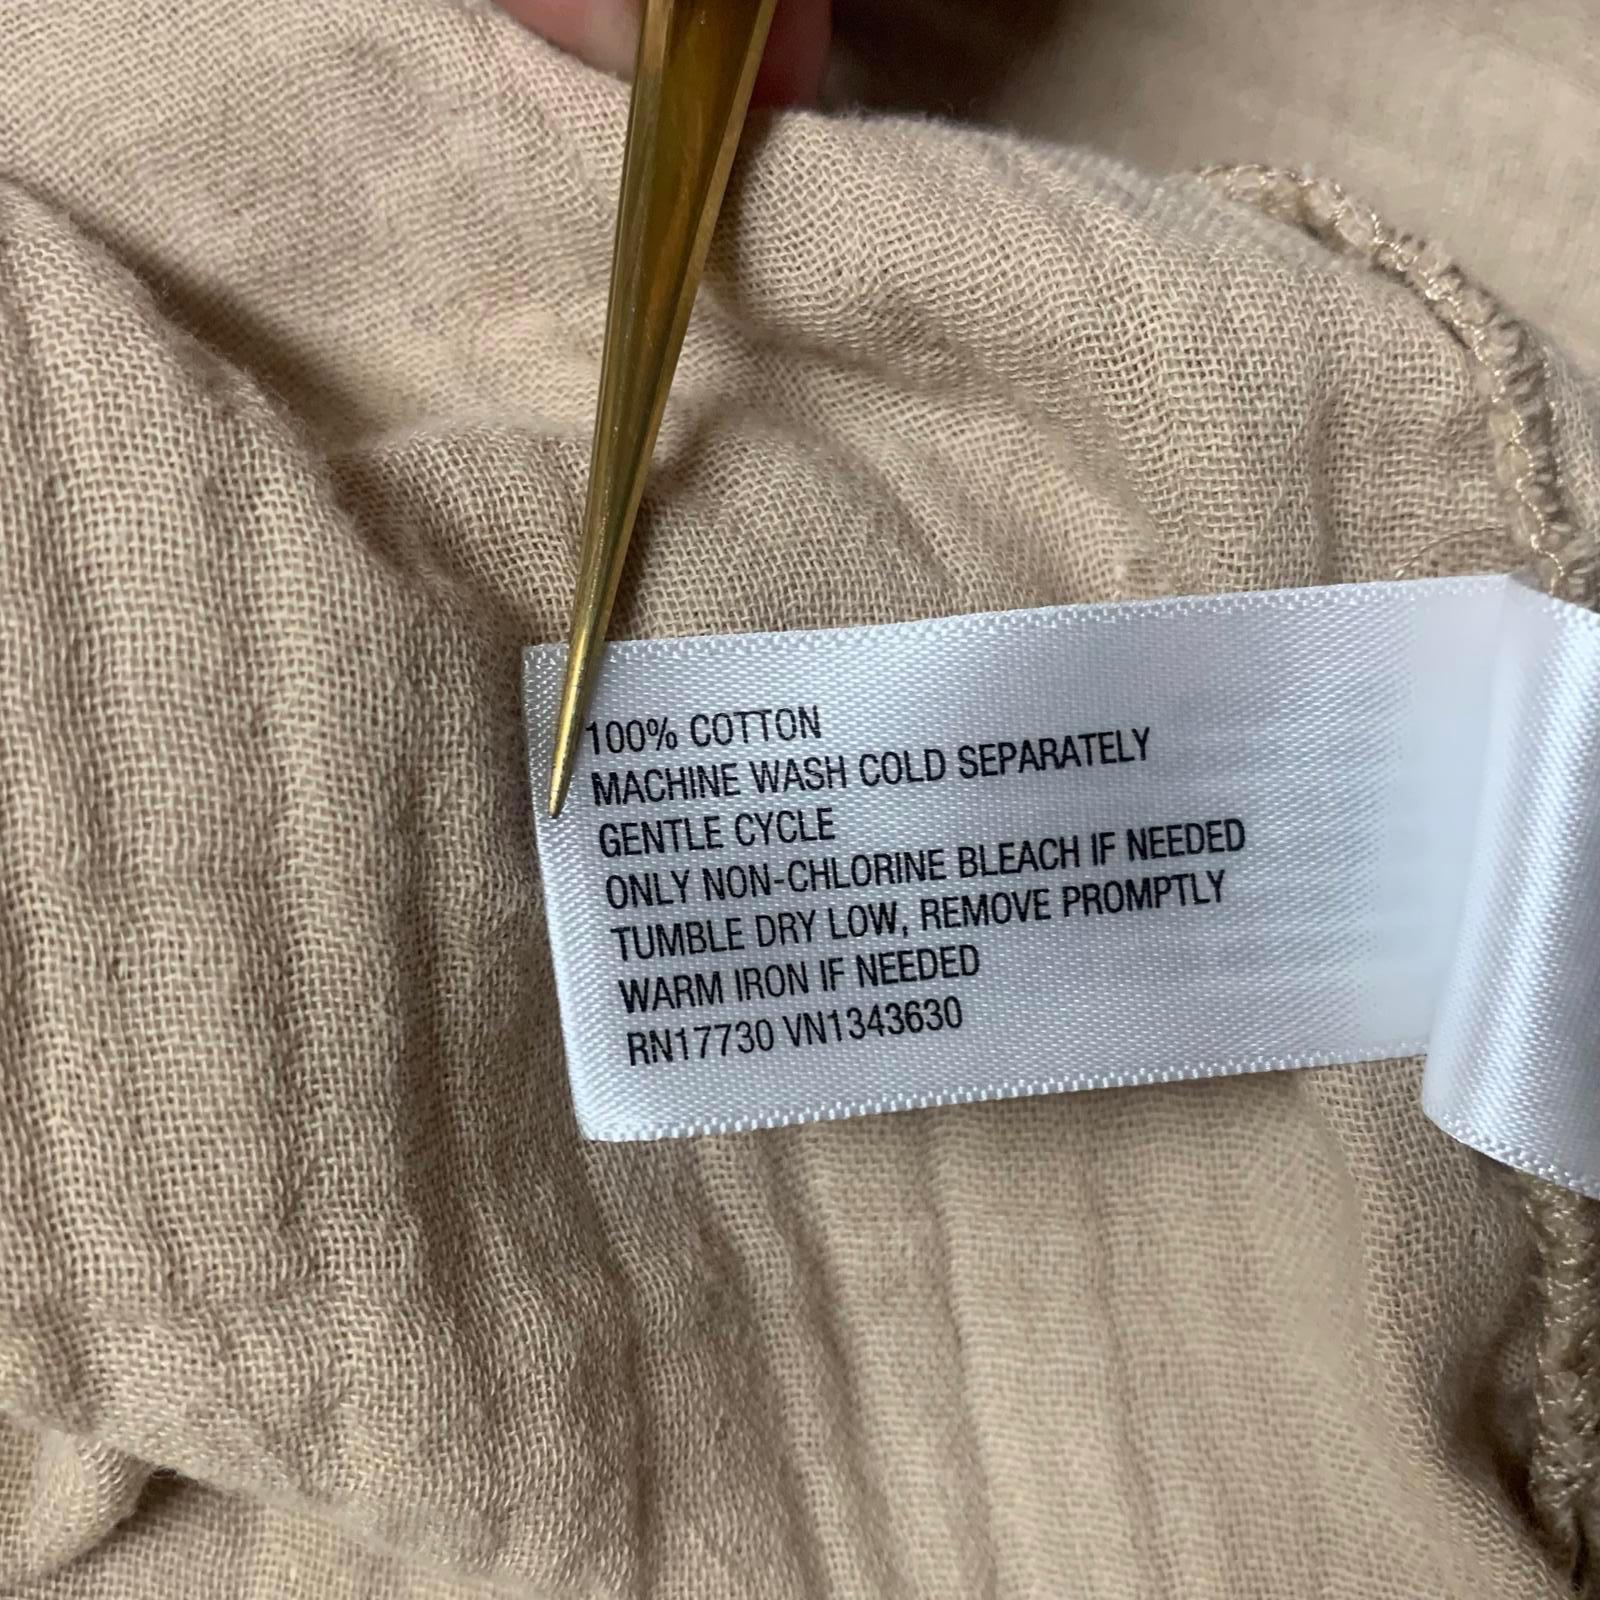 100% COTTON
MACHINE WASH COLD SEPARATELY
GENTLE CYCLE
ONLY NON-CHLORINE BLEACH IF NEEDED
TUMBLE DRY LOW, REMOVE PROMPTLY
WARM IRON IF NEEDED
RN17730 VN1343630